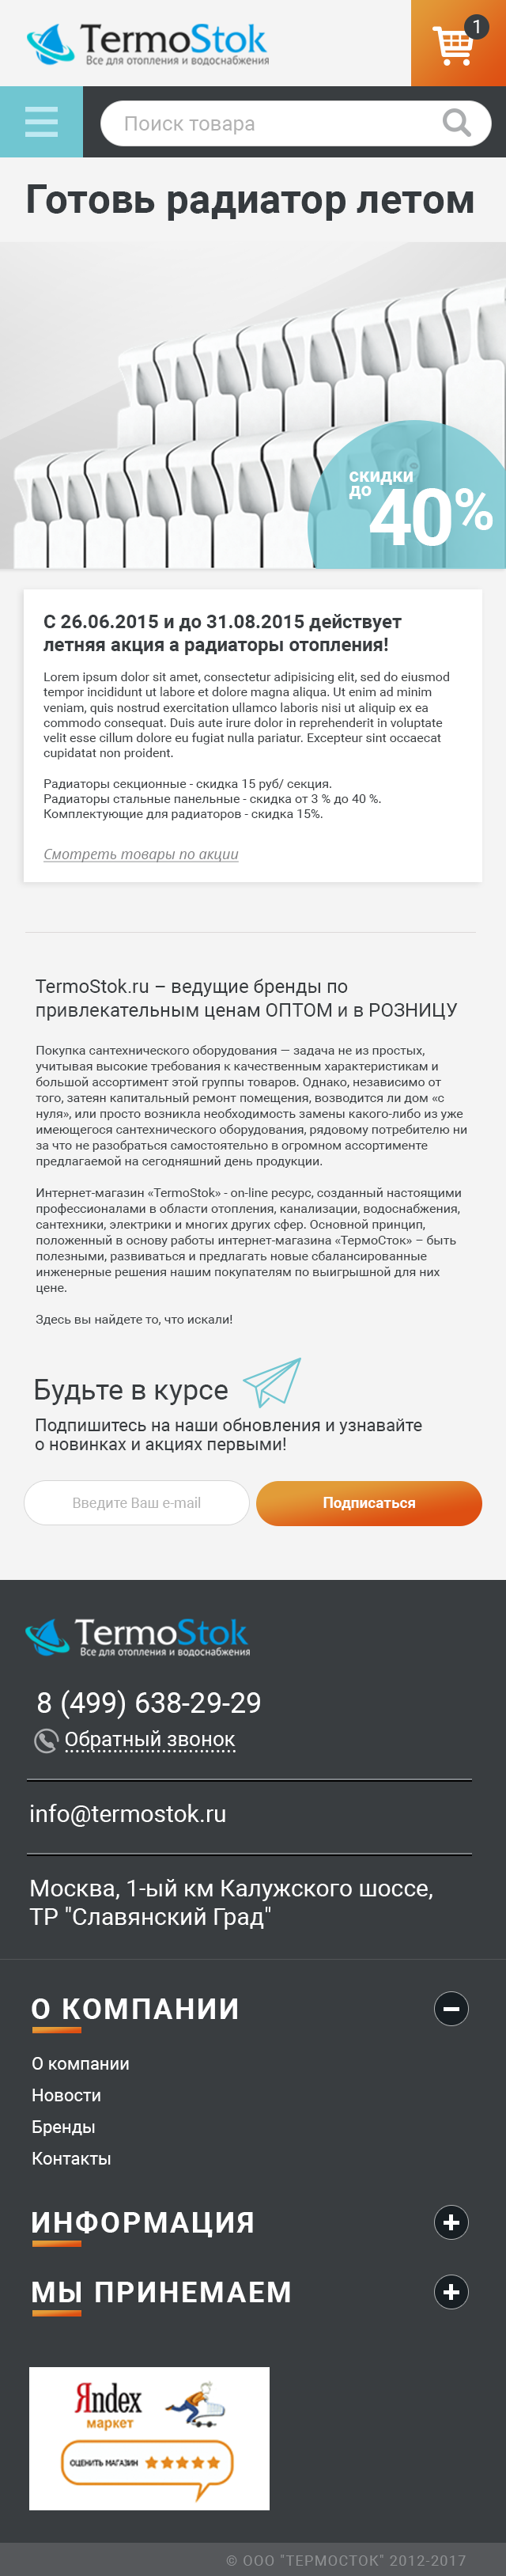 TermoStok
Все для отопления и водоснабжения
1
Поиск товара
Готовь радиатор летом
скидки
до
40%
С 26.06.2015 и до 31.08.2015 действует
летняя акция а радиаторы отопления!
Lorem ipsum dolor sit amet, consectetur adipisicing elit, sed do eiusmod
tempor incididunt ut labore et dolore magna aliqua. Ut enim ad minim
veniam, quis nostrud exercitation ullamco laboris nisi ut aliquip ex ea
commodo consequat. Duis aute irure dolor in reprehenderit in voluptate
velit esse cillum dolore eu fugiat nulla pariatur. Excepteur sint occaecat
cupidatat non proident.
Радиаторы секционные - скидка 15 руб/ секция.
Радиаторы стальные панельные - скидка от 3 % до 40 %.
Комплектующие для радиаторов - скидка 15%.
Смотреть товары по акции
TermoStok.ru – ведущие бренды по
привлекательным ценам ОПТОМ и в РОЗНИЦУ
Покупка сантехнического оборудования — задача не из простых,
учитывая высокие требования к качественным характеристикам и
большой ассортимент этой группы товаров. Однако, независимо от
того, затеян капитальный ремонт помещения, возводится ли дом «с
нуля», или просто возникла необходимость замены какого-либо из уже
имеющегося сантехнического оборудования, рядовому потребителю ни
за что не разобраться самостоятельно в огромном ассортименте
предлагаемой на сегодняшний день продукции.
Интернет-магазин «TermoStok» - on-line ресурс, созданный настоящими
профессионалами в области отопления, канализации, водоснабжения,
сантехники, электрики и многих других сфер. Основной принцип,
положенный в основу работы интернет-магазина «ТермоСток» – быть
полезными, развиваться и предлагать новые сбалансированные
инженерные решения нашим покупателям по выигрышной для них
цене.
Здесь вы найдете то, что искали!
Будьте в курсе
Подпишитесь на наши обновления и узнавайте
о новинках и акциях первыми!
Введите Ваш e-mail
Подписаться
TermoStok
Все для отопления и водоснабжения
8 (499) 638-29-29
Обратный звонок
info@termostok.ru
Москва, 1-ый км Калужского шоссе,
ТР "Славянский Град"
О КОМПАНИИ
О компании
Новости
Бренды
Контакты
ИНФОРМАЦИЯ
МЫ ПРИНИМАЕМ
Яndex
маркет
ОЦЕНИТЬ МАГАЗИН
© ООО "ТЕРМОСТОК" 2012-2017